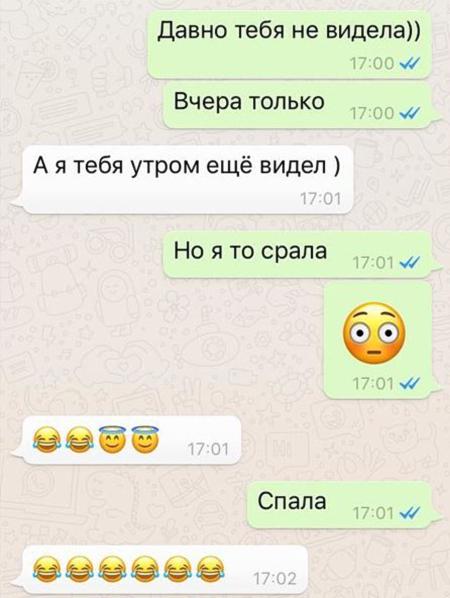 Давно тебя не видела))
17:00
Вчера только
17:00
А я тебя утром ещё видел )
17:01
Но я то срала
17:01
😳
17:01
😂😂😇😇
17:01
Спала
17:01
😂😂😂😂😂😂
17:02